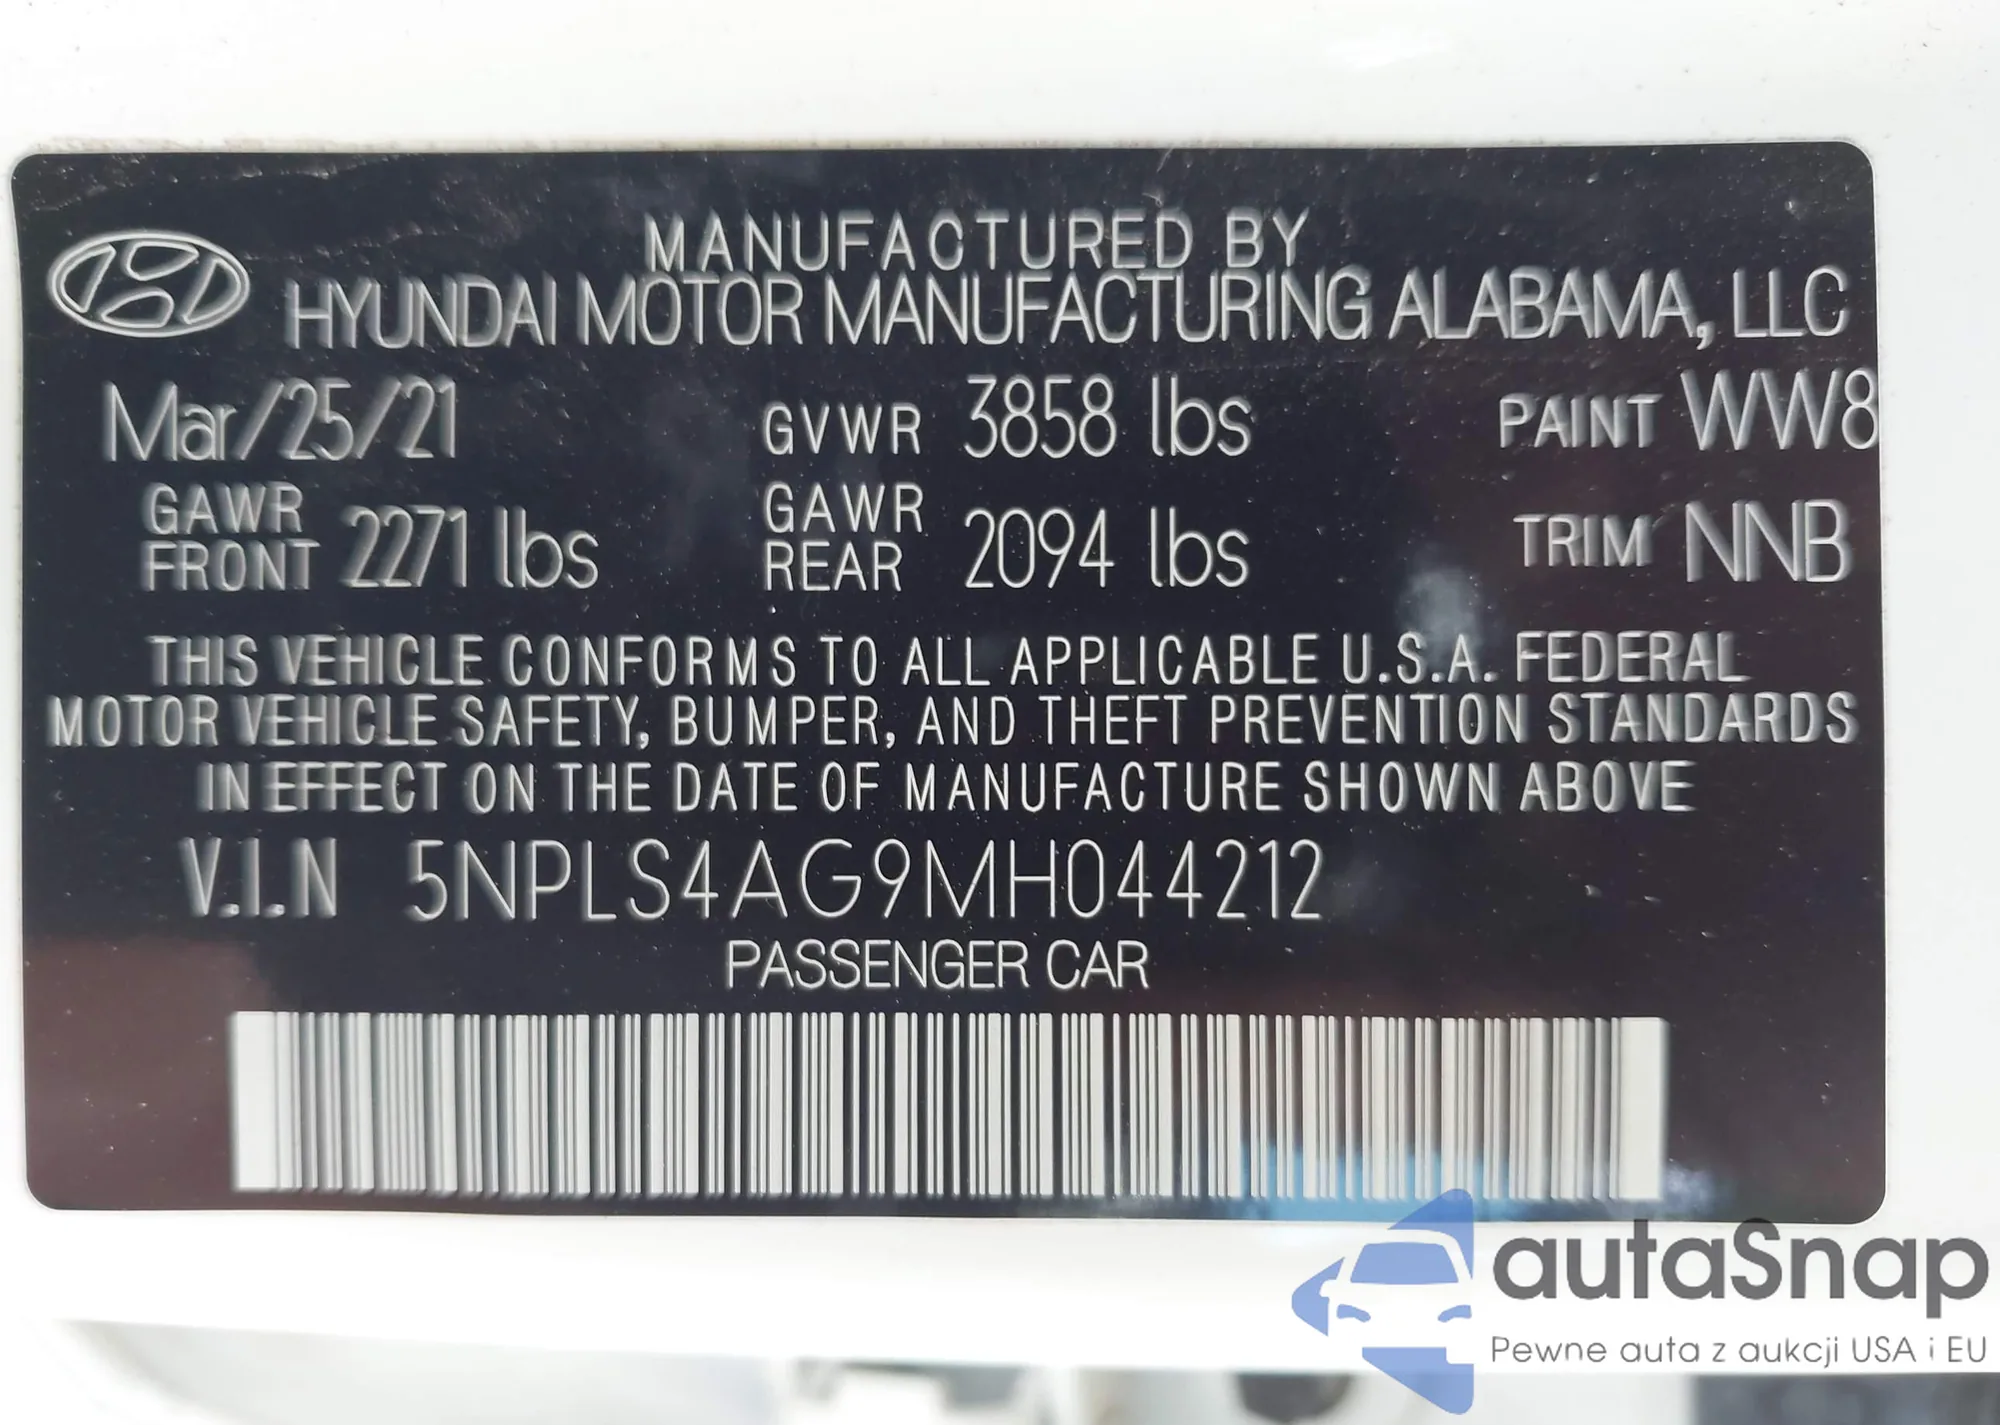 MANUFACTURED BY
HYUNDAI MOTOR MANUFACTURING ALABAMA, LLC
Mar/25/21 GVWR 3858 lbs PAINT WW8
GAWR FRONT 2271 lbs GAWR REAR 2094 lbs TRIM NNB
THIS VEHICLE CONFORMS TO ALL APPLICABLE U.S.A. FEDERAL
MOTOR VEHICLE SAFETY, BUMPER, AND THEFT PREVENTION STANDARDS
IN EFFECT ON THE DATE OF MANUFACTURE SHOWN ABOVE
V.I.N 5NPLS4AG9MH044212
PASSENGER CAR
autaSnap
Pewne auta z aukcji USA i EU